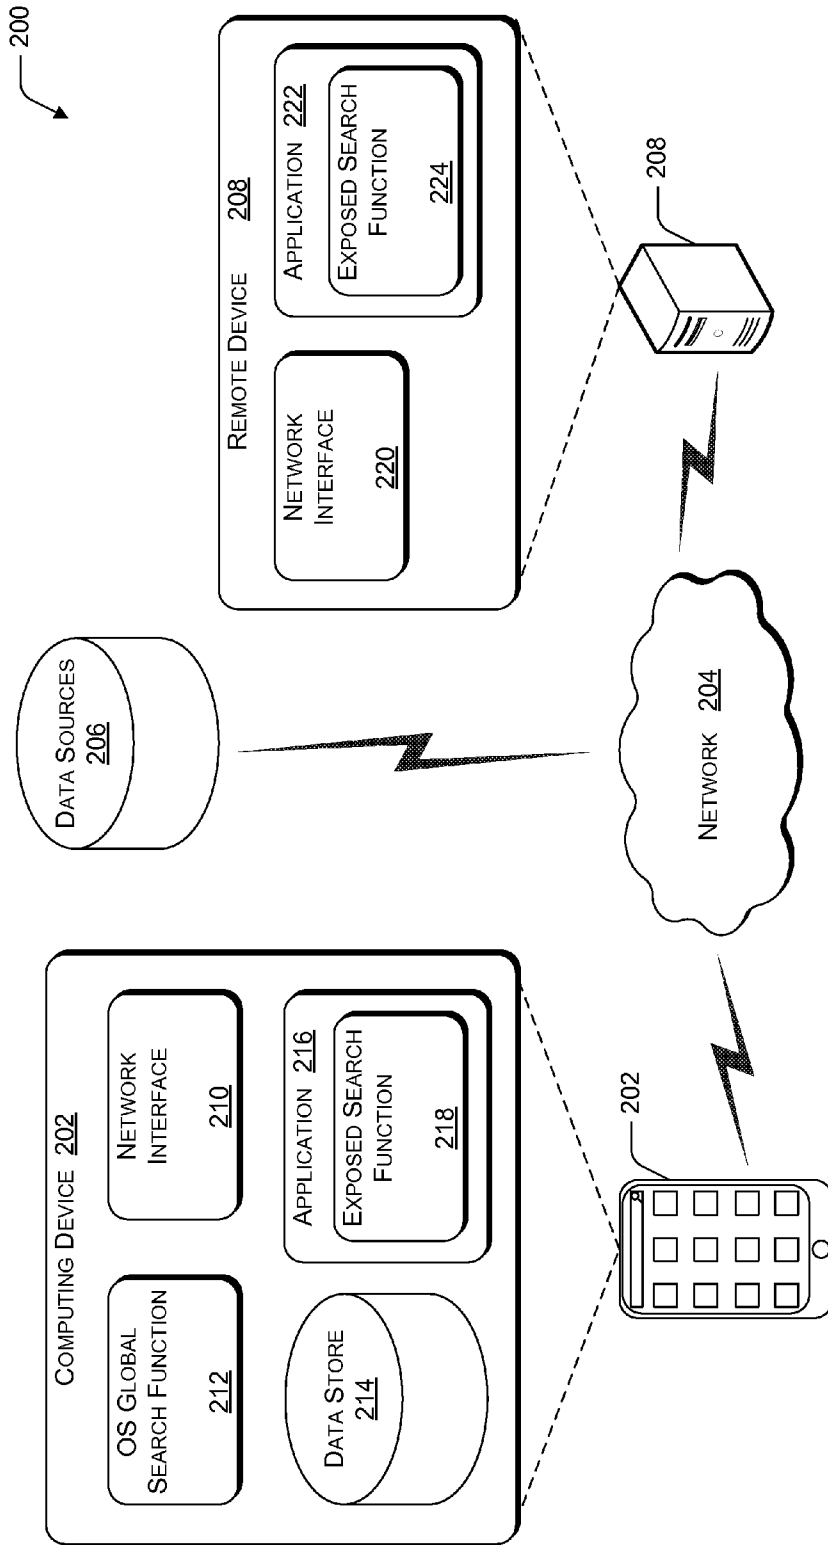 200
COMPUTING DEVICE 202
OS GLOBAL
SEARCH FUNCTION
212
NETWORK
INTERFACE
210
DATA STORE
214
APPLICATION 216
EXPOSED SEARCH
FUNCTION
218
DATA SOURCES
206
REMOTE DEVICE 208
NETWORK
INTERFACE
220
APPLICATION 222
EXPOSED SEARCH
FUNCTION
224
202
NETWORK 204
208